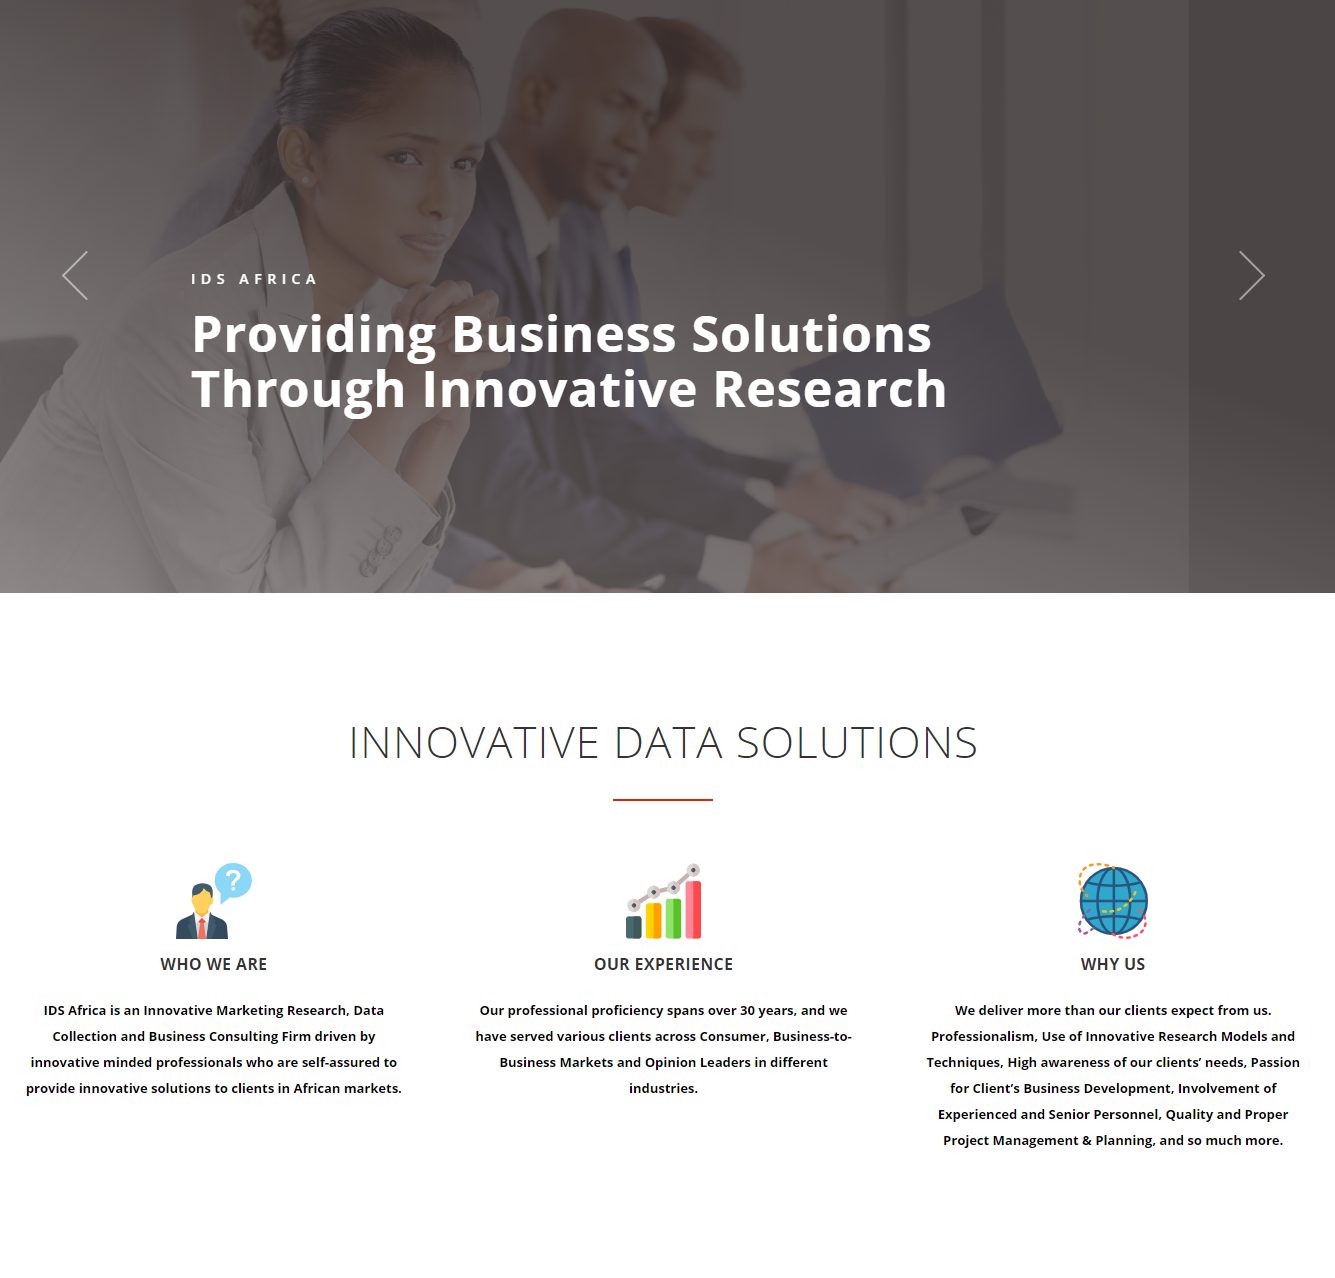 IDS AFRICA
Providing Business Solutions
Through Innovative Research
INNOVATIVE DATA SOLUTIONS
?
WHO WE ARE
IDS Africa is an Innovative Marketing Research, Data
Collection and Business Consulting Firm driven by
innovative minded professionals who are self-assured to
provide innovative solutions to clients in African markets.
OUR EXPERIENCE
Our professional proficiency spans over 30 years, and we
have served various clients across Consumer, Business-to-
Business Markets and Opinion Leaders in different
industries.
WHY US
We deliver more than our clients expect from us.
Professionalism, Use of Innovative Research Models and
Techniques, High awareness of our clients’ needs, Passion
for Client’s Business Development, Involvement of
Experienced and Senior Personnel, Quality and Proper
Project Management & Planning, and so much more.